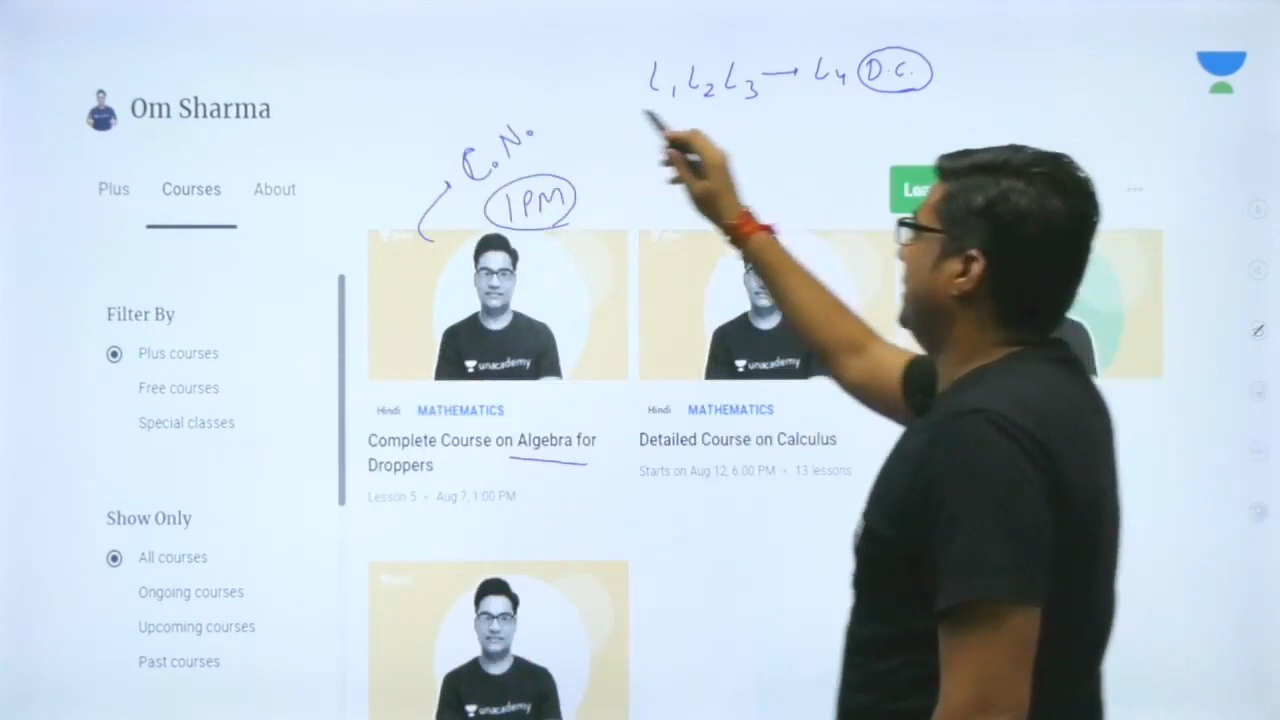 L1 L2 L3 → L4 D.C.
Om Sharma
C.No.
Plus Courses About
1PM
Filter By
Plus courses
Free courses
Special classes
unacademy
unacademy
Hindi MATHEMATICS
Hindi MATHEMATICS
Complete Course on Algebra for
Droppers
Detailed Course on Calculus
Starts on Aug 12, 6:00 PM • 13 lessons
Lesson 5 • Aug 7, 1:00 PM
Show Only
All courses
Ongoing courses
Upcoming courses
Past courses
unacademy